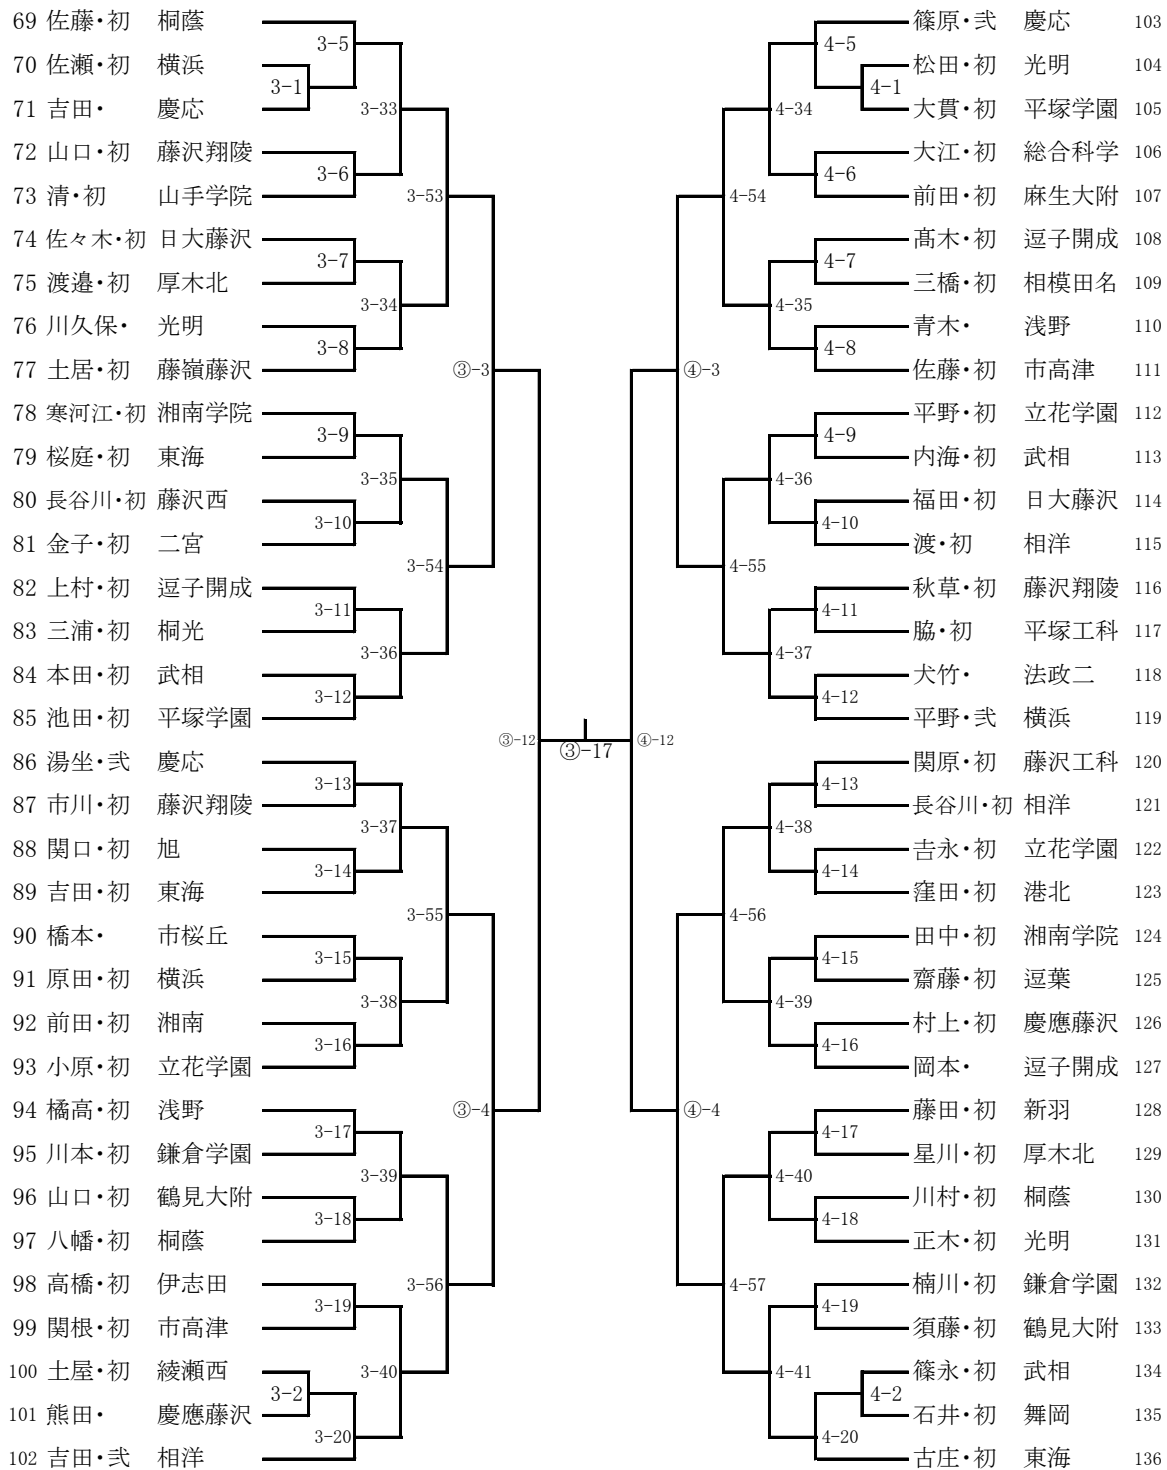 69 佐藤・初 桐蔭
70 佐瀬・初 横浜
71 吉田・ 慶応
72 山口・初 藤沢翔陵
73 清・初 山手学院
74 佐々木・初 日大藤沢
75 渡邉・初 厚木北
76 川久保・ 光明
77 土居・初 藤嶺藤沢
78 寒河江・初 湘南学院
79 桜庭・初 東海
80 長谷川・初 藤沢西
81 金子・初 二宮
82 上村・初 逗子開成
83 三浦・初 桐光
84 本田・初 武相
85 池田・初 平塚学園
86 湯坐・弐 慶応
87 市川・初 藤沢翔陵
88 関口・初 旭
89 吉田・初 東海
90 橋本・ 市桜丘
91 原田・初 横浜
92 前田・初 湘南
93 小原・初 立花学園
94 橘高・初 浅野
95 川本・初 鎌倉学園
96 山口・初 鶴見大附
97 八幡・初 桐蔭
98 高橋・初 伊志田
99 関根・初 市高津
100 土屋・初 綾瀬西
101 熊田・ 慶應藤沢
102 吉田・弐 相洋
3-5
3-1
3-33
3-6
3-53
3-7
3-34
3-8
③-3
3-9
3-35
3-10
3-54
3-11
3-36
3-12
③-12
3-13
3-37
3-14
3-55
3-15
3-38
3-16
③-4
3-17
3-39
3-18
3-56
3-19
3-40
3-2
3-20
③-17
4-5
4-1
4-34
4-6
4-54
4-7
4-35
4-8
④-3
4-9
4-36
4-10
4-55
4-11
4-37
4-12
④-12
4-13
4-38
4-14
4-56
4-15
4-39
4-16
④-4
4-17
4-40
4-18
4-57
4-19
4-41
4-2
4-20
篠原・弐 慶応 103
松田・初 光明 104
大貫・初 平塚学園 105
大江・初 総合科学 106
前田・初 麻生大附 107
髙木・初 逗子開成 108
三橋・初 相模田名 109
青木・ 浅野 110
佐藤・初 市高津 111
平野・初 立花学園 112
内海・初 武相 113
福田・初 日大藤沢 114
渡・初 相洋 115
秋草・初 藤沢翔陵 116
脇・初 平塚工科 117
犬竹・ 法政二 118
平野・弐 横浜 119
関原・初 藤沢工科 120
長谷川・初 相洋 121
𠮷永・初 立花学園 122
窪田・初 港北 123
田中・初 湘南学院 124
齋藤・初 逗葉 125
村上・初 慶應藤沢 126
岡本・ 逗子開成 127
藤田・初 新羽 128
星川・初 厚木北 129
川村・初 桐蔭 130
正木・初 光明 131
楠川・初 鎌倉学園 132
須藤・初 鶴見大附 133
篠永・初 武相 134
石井・初 舞岡 135
古庄・初 東海 136